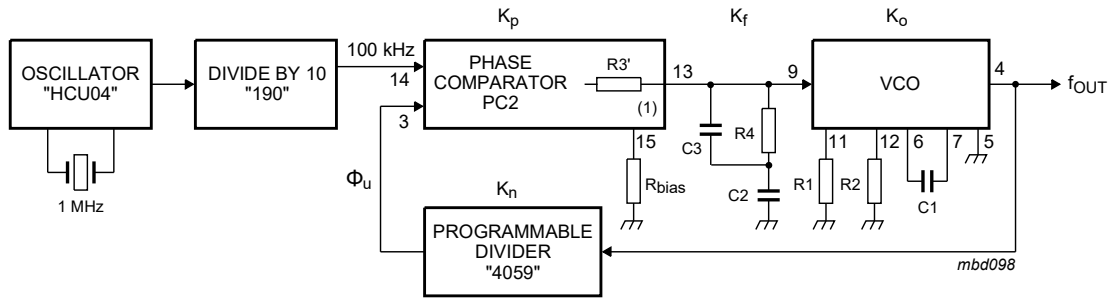 Kp
Kf
Ko
OSCILLATOR
"HCU04"
1 MHz
DIVIDE BY 10
"190"
100 kHz
14
3
PHASE
COMPARATOR
PC2
R3'
(1)
13
15
Rbias
C3
R4
C2
9
VCO
4
fOUT
11
12
6
7
5
R1
R2
C1
Φu
Kn
PROGRAMMABLE
DIVIDER
"4059"
mbd098